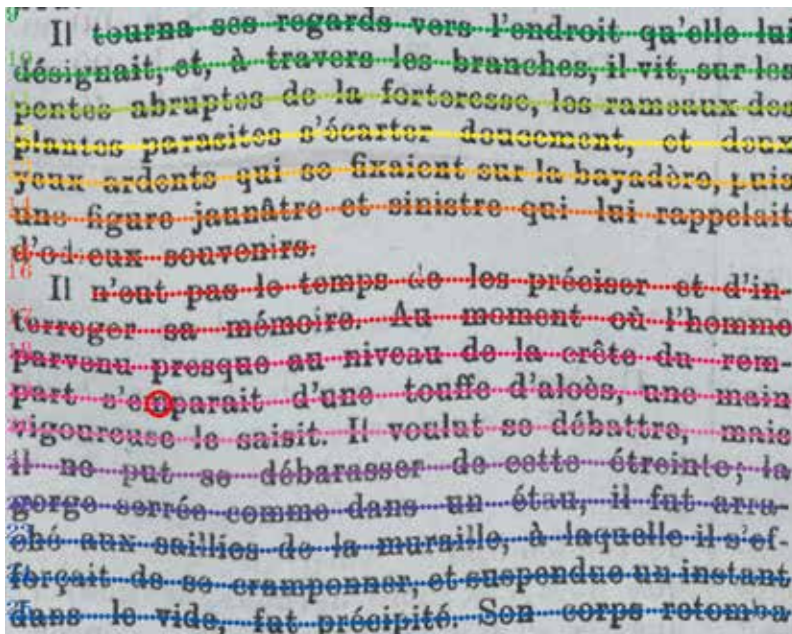 9
Il tourna ses regards vers l'endroit qu'elle lui
désignait, et, à travers les branches, il vit, sur les
pentes abruptes de la forteresse, les rameaux des
plantes parasites s'écarter doucement, et deux
yeux ardents qui se fixaient sur la bayadère, puis
une figure jaunâtre et sinistre qui lui rappelait
d'odieux souvenirs.
16
Il n'eut pas le temps de les préciser et d'in-
terroger sa mémoire. Au moment où l'homme
parvenu presque au niveau de la crête du rem-
part s'emparait d'une touffe d'aloès, une main
vigoureuse le saisit. Il voulut se débattre, mais
il ne put se débarasser de cette étreinte; la
gorge serrée comme dans un étau, il fut arra-
ché aux saillies de la muraille, à laquelle il s'ef-
forçait de se cramponner, et suspendue un instant
dans le vide, fut précipité. Son corps retomba